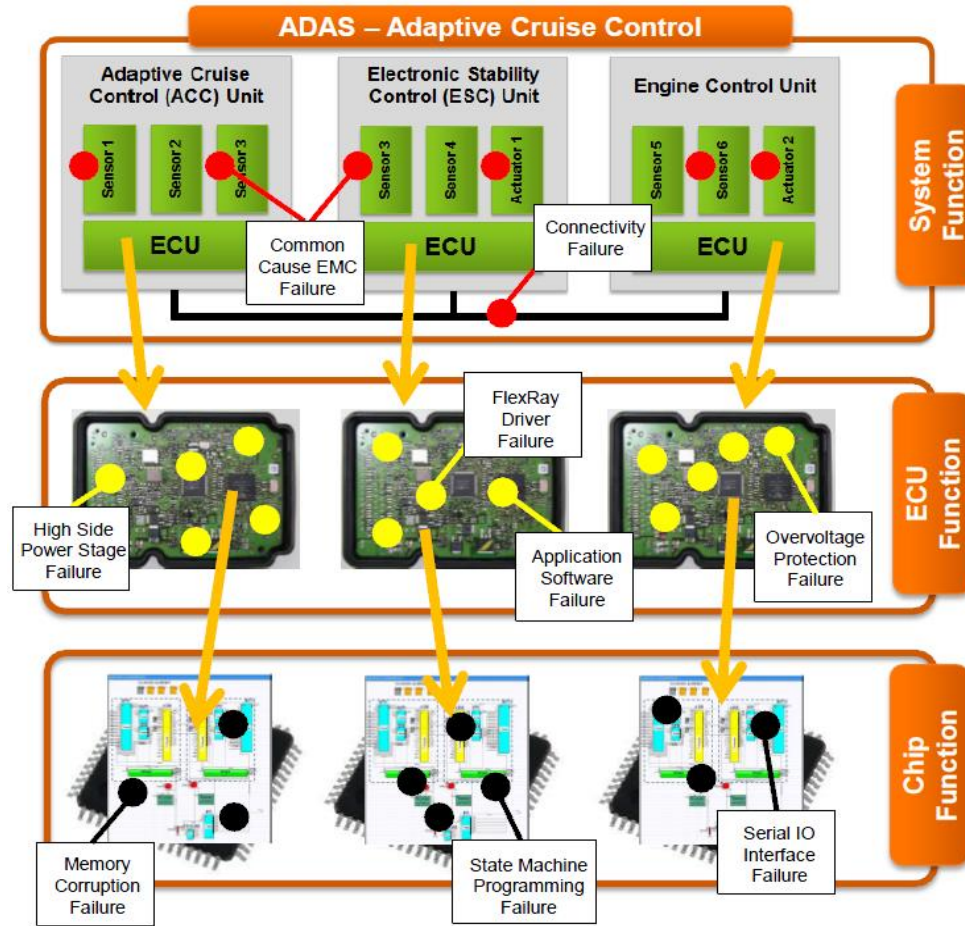 ADAS – Adaptive Cruise Control
Adaptive Cruise
Control (ACC) Unit
Electronic Stability
Control (ESC) Unit
Engine Control Unit
Sensor 1
Sensor 2
Sensor 3
Sensor 3
Sensor 4
Actuator 1
Sensor 5
Sensor 6
Actuator 2
ECU
ECU
ECU
Common
Cause EMC
Failure
Connectivity
Failure
System
Function
FlexRay
Driver
Failure
High Side
Power Stage
Failure
Application
Software
Failure
Overvoltage
Protection
Failure
ECU
Function
Memory
Corruption
Failure
State Machine
Programming
Failure
Serial IO
Interface
Failure
Chip
Function